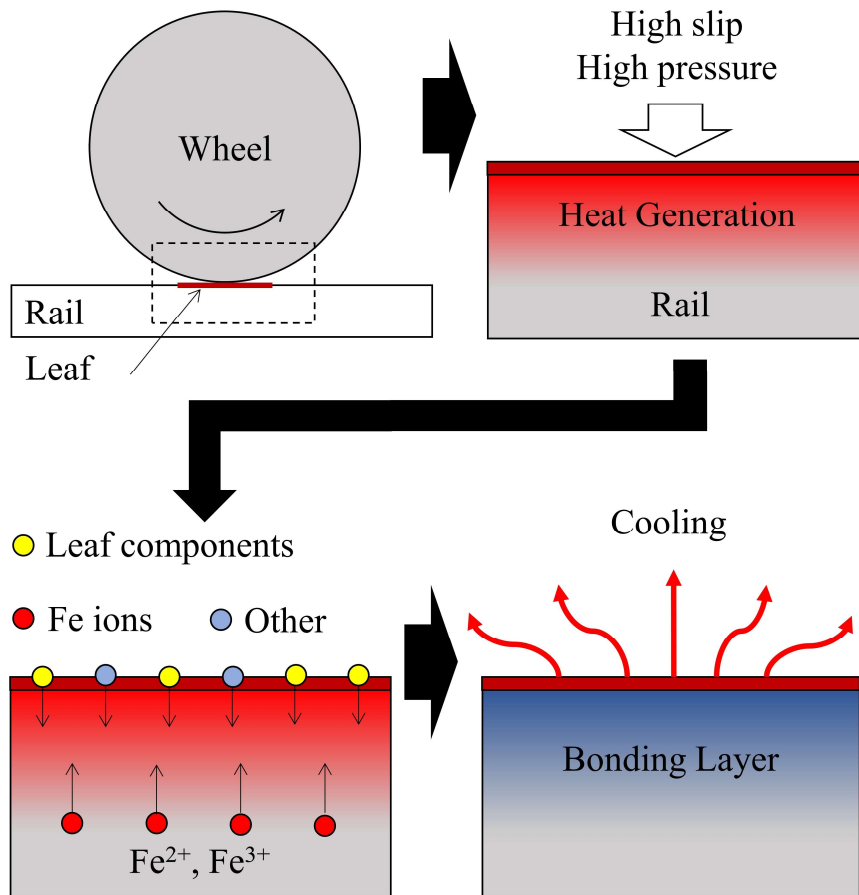 Wheel
Rail
Leaf
High slip
High pressure
Heat Generation
Rail
Leaf components
Fe ions
Other
Fe²⁺, Fe³⁺
Cooling
Bonding Layer